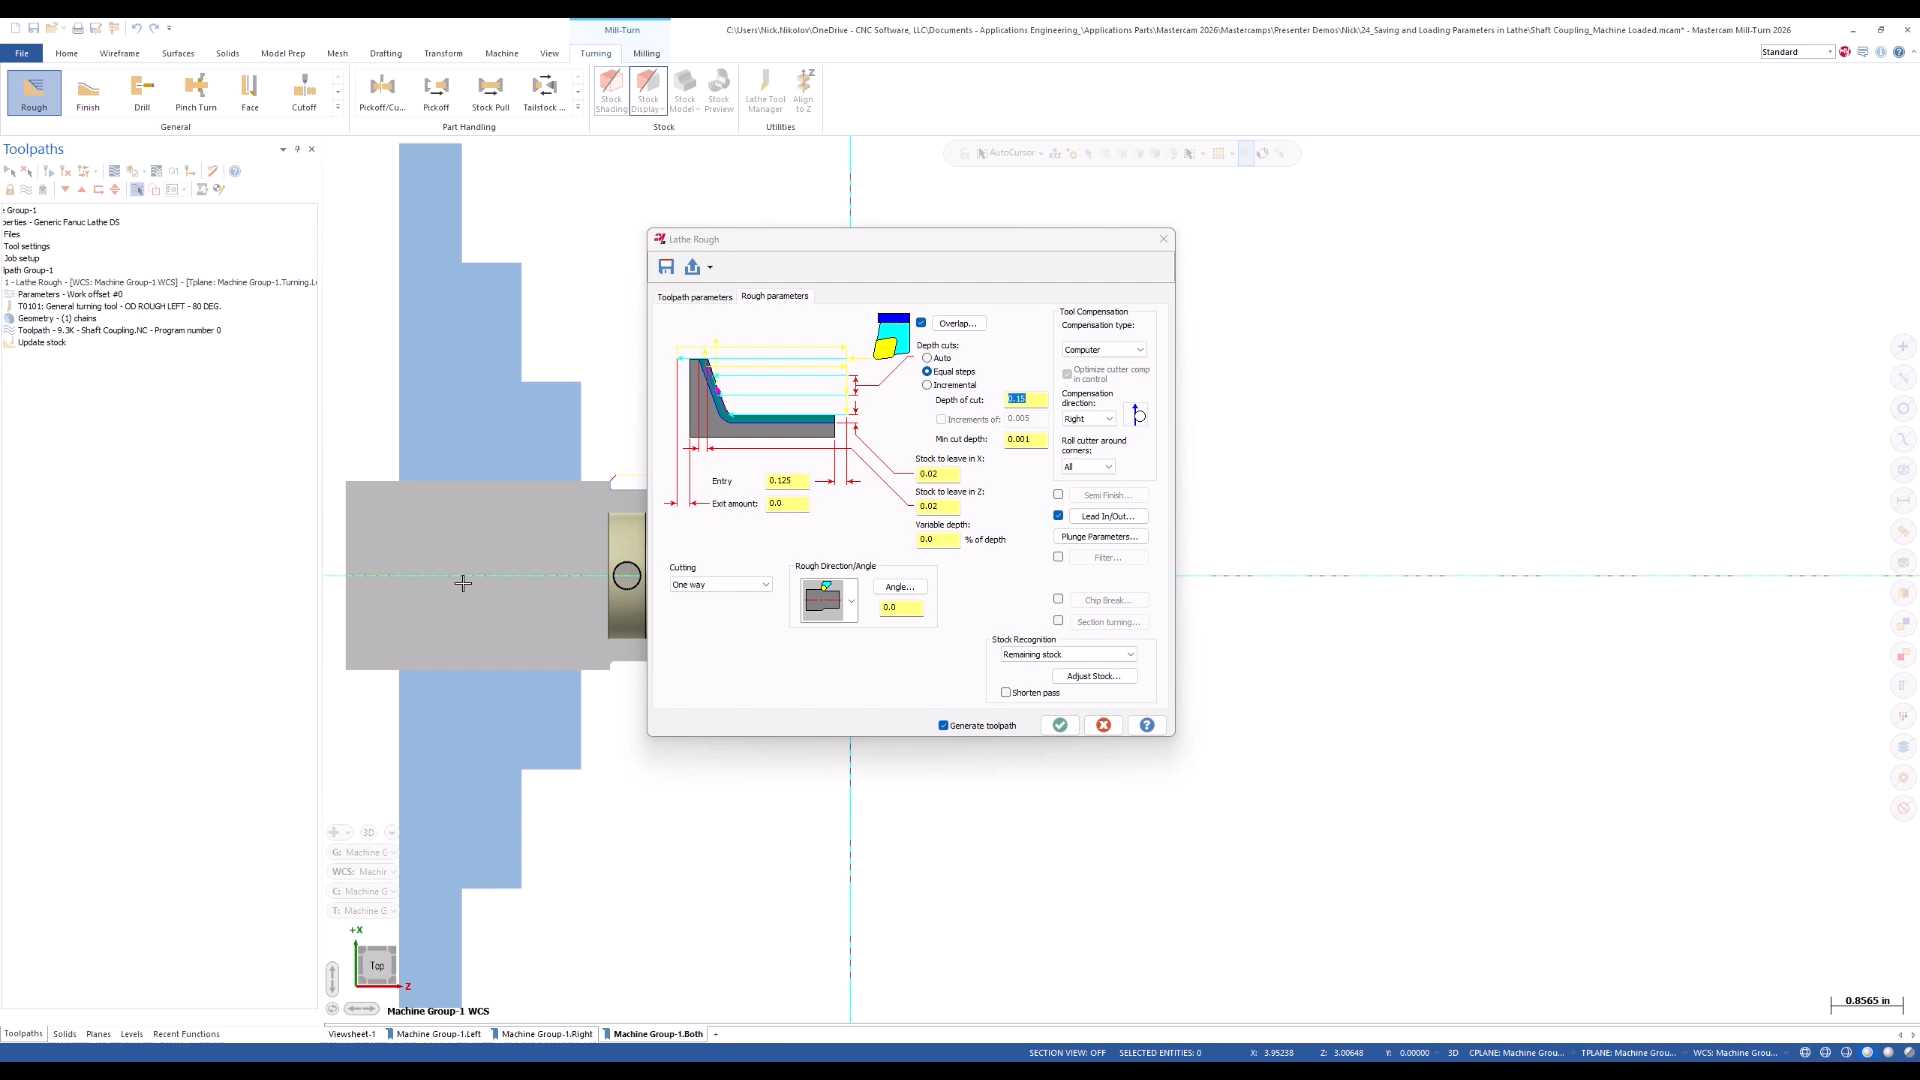 Mill-Turn
C:\Users\Nick.Nikolov\OneDrive - CNC Software, LLC\Documents - Applications Engineering_\Applications Parts\Mastercam 2026\Mastercamps\Presenter Demos\Nick\24_Saving and Loading Parameters in Lathe\Shaft Coupling_Machine Loaded.mcam* - Mastercam Mill-Turn 2026
File Home Wireframe Surfaces Solids Model Prep Mesh Drafting Transform Machine View Turning Milling
Standard
Rough Finish Drill Pinch Turn Face Cutoff
General
Pickoff/Cu... Pickoff Stock Pull Tailstock ...
Part Handling
Stock Shading Stock Display Stock Model Stock Preview
Stock
Lathe Tool Manager Align to Z
Utilities
Toolpaths
G1
e Group-1
perties - Generic Fanuc Lathe DS
Files
Tool settings
Job setup
lpath Group-1
1 - Lathe Rough - [WCS: Machine Group-1 WCS] - [Tplane: Machine Group-1.Turning.L
Parameters - Work offset #0
T0101: General turning tool - OD ROUGH LEFT - 80 DEG.
Geometry - (1) chains
Toolpath - 9.3K - Shaft Coupling.NC - Program number 0
Update stock
AutoCursor
Lathe Rough
Toolpath parameters Rough parameters
Overlap...
Depth cuts:
Auto
Equal steps
Incremental
Depth of cut: 0.15
Increments of: 0.005
Min cut depth: 0.001
Stock to leave in X:
0.02
Stock to leave in Z:
0.02
Variable depth:
0.0 % of depth
Entry 0.125
Exit amount: 0.0
Cutting
One way
Rough Direction/Angle
Angle...
0.0
Tool Compensation
Compensation type:
Computer
Optimize cutter comp in control
Compensation direction:
Right
Roll cutter around corners:
All
Semi Finish...
Lead In/Out...
Plunge Parameters...
Filter...
Chip Break...
Section turning...
Stock Recognition
Remaining stock
Adjust Stock...
Shorten pass
Generate toolpath
3D
G: Machine G
WCS: Machir
C: Machine G
T: Machine G
+X
Top
Z
Machine Group-1 WCS
0.8565 in
Toolpaths Solids Planes Levels Recent Functions
Viewsheet-1 Machine Group-1.Left Machine Group-1.Right Machine Group-1.Both +
SECTION VIEW: OFF SELECTED ENTITIES: 0 X: 3.95238 Z: 3.00648 Y: 0.00000 3D CPLANE: Machine Grou... TPLANE: Machine Grou... WCS: Machine Grou...